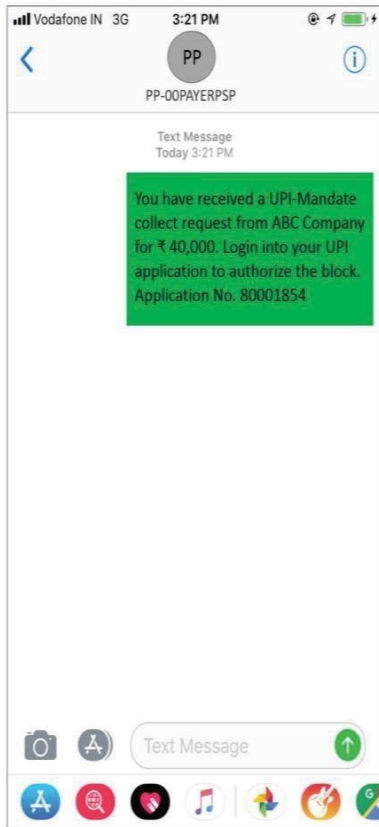 Vodafone IN 3G 3:21 PM
PP
PP-OOPAYERPSP
Text Message
Today 3:21 PM
You have received a UPI-Mandate
collect request from ABC Company
for ₹ 40,000. Login into your UPI
application to authorize the block.
Application No. 80001854
Text Message
G